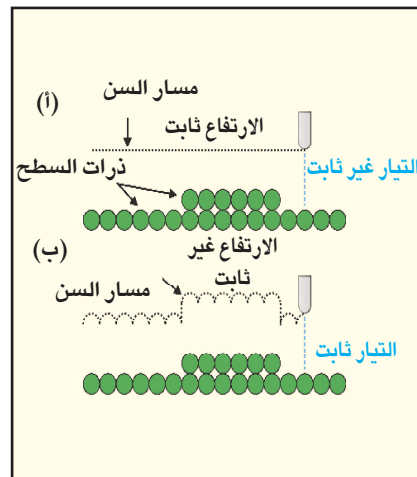 (أ)
مسار السن
الارتفاع ثابت
التيار غير ثابت
ذرات السطح
(ب)
الارتفاع غير
ثابت
مسار السن
التيار ثابت